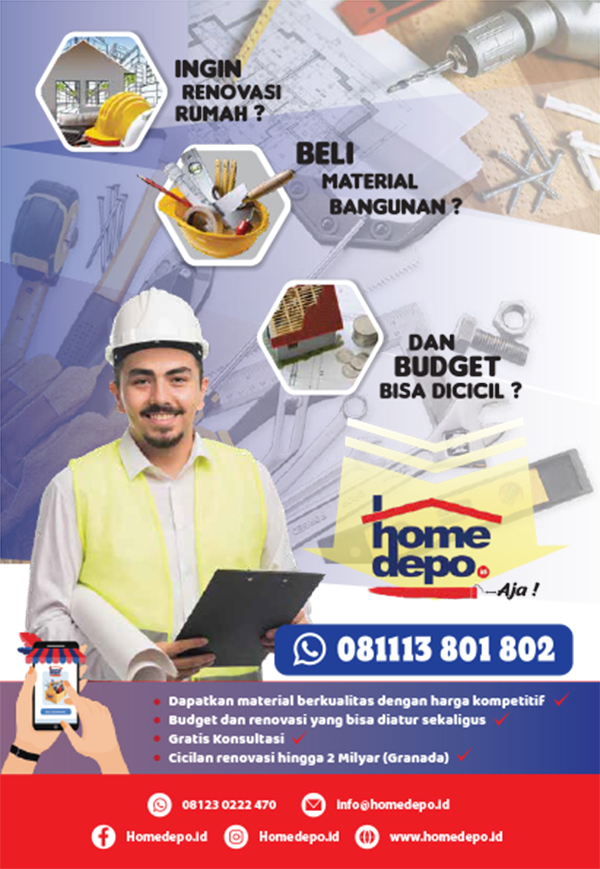 INGIN
RENOVASI
RUMAH ?
BELI
MATERIAL
BANGUNAN ?
DAN
BUDGET
BISA DICICIL ?
home
depo
Aja !
081113 801 802
Dapatkan material berkualitas dengan harga kompetitif
Budget dan renovasi yang bisa diatur sekaligus
Gratis Konsultasi
Cicilan renovasi hingga 2 Milyar (Granada)
08123 0222 470
info@homedepo.id
Homedepo.id
Homedepo.id
www.homedepo.id